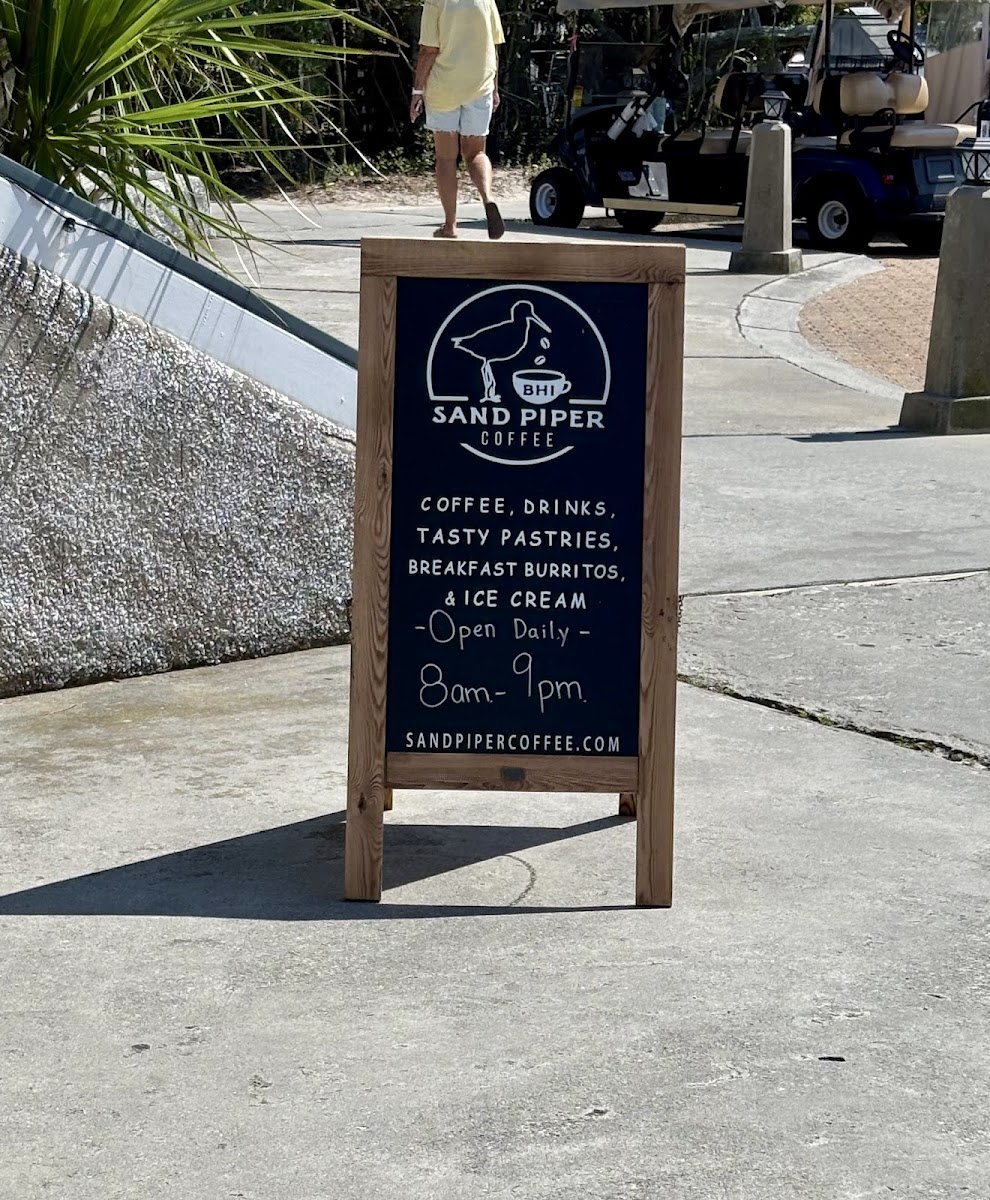 BHI
SAND PIPER
COFFEE
COFFEE, DRINKS,
TASTY PASTRIES,
BREAKFAST BURRITOS,
& ICE CREAM
-Open Daily-
8am.- 9pm.
SANDPIPERCOFFEE.COM